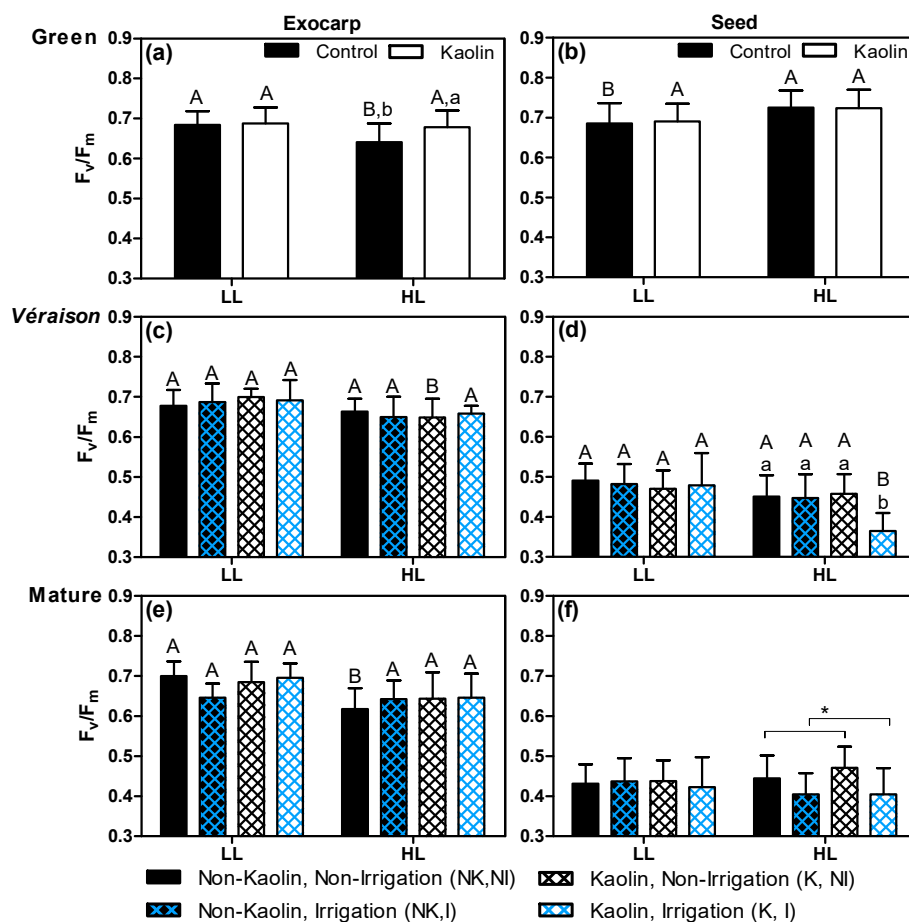 Exocarp Seed
Green
(a) Control Kaolin
(b) Control Kaolin
A A B,b A,a
B A A A
Fv/Fm
0.9
0.8
0.7
0.6
0.5
0.4
0.3
LL HL
0.9
0.8
0.7
0.6
0.5
0.4
0.3
LL HL
Véraison
(c)
A A A A A A B A
Fv/Fm
0.9
0.8
0.7
0.6
0.5
0.4
0.3
LL HL
(d)
A A A A A A A B
a a a b
0.9
0.8
0.7
0.6
0.5
0.4
0.3
LL HL
Mature
(e)
A A A A B A A A
Fv/Fm
0.9
0.8
0.7
0.6
0.5
0.4
0.3
LL HL
(f)
*
0.9
0.8
0.7
0.6
0.5
0.4
0.3
LL HL
Non-Kaolin, Non-Irrigation (NK,NI) Kaolin, Non-Irrigation (K, NI)
Non-Kaolin, Irrigation (NK,I) Kaolin, Irrigation (K, I)